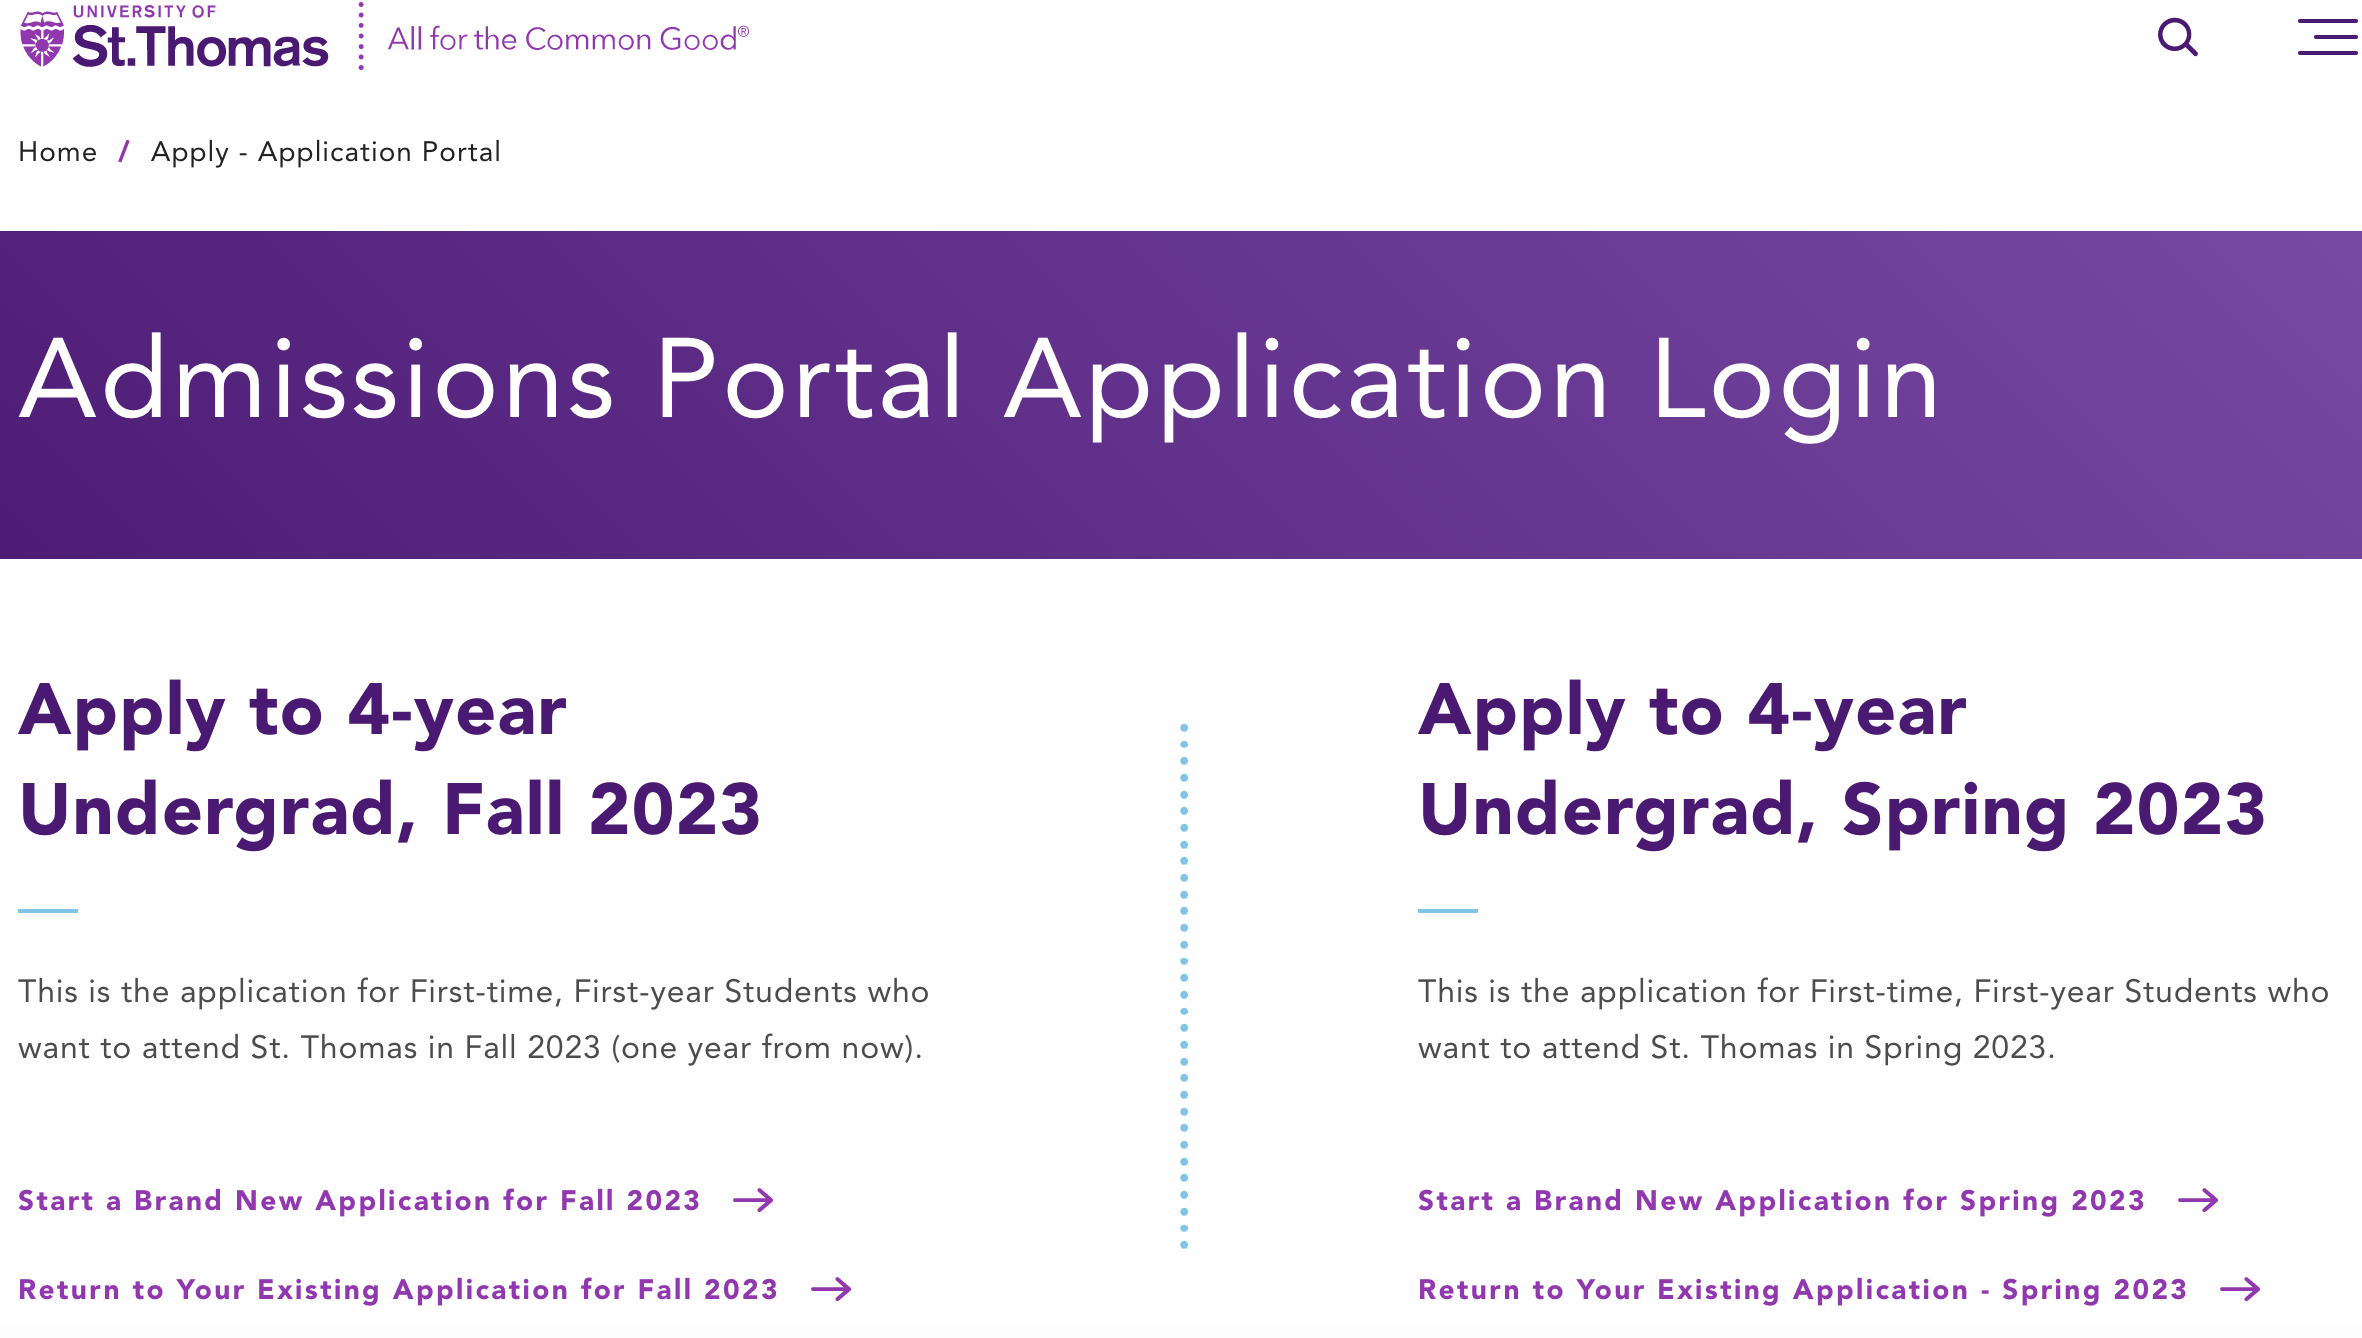 UNIVERSITY OF
St.Thomas
All for the Common Good®
Home / Apply - Application Portal
Admissions Portal Application Login
Apply to 4-year
Undergrad, Fall 2023
This is the application for First-time, First-year Students who
want to attend St. Thomas in Fall 2023 (one year from now).
Start a Brand New Application for Fall 2023 →
Return to Your Existing Application for Fall 2023 →
Apply to 4-year
Undergrad, Spring 2023
This is the application for First-time, First-year Students who
want to attend St. Thomas in Spring 2023.
Start a Brand New Application for Spring 2023 →
Return to Your Existing Application - Spring 2023 →